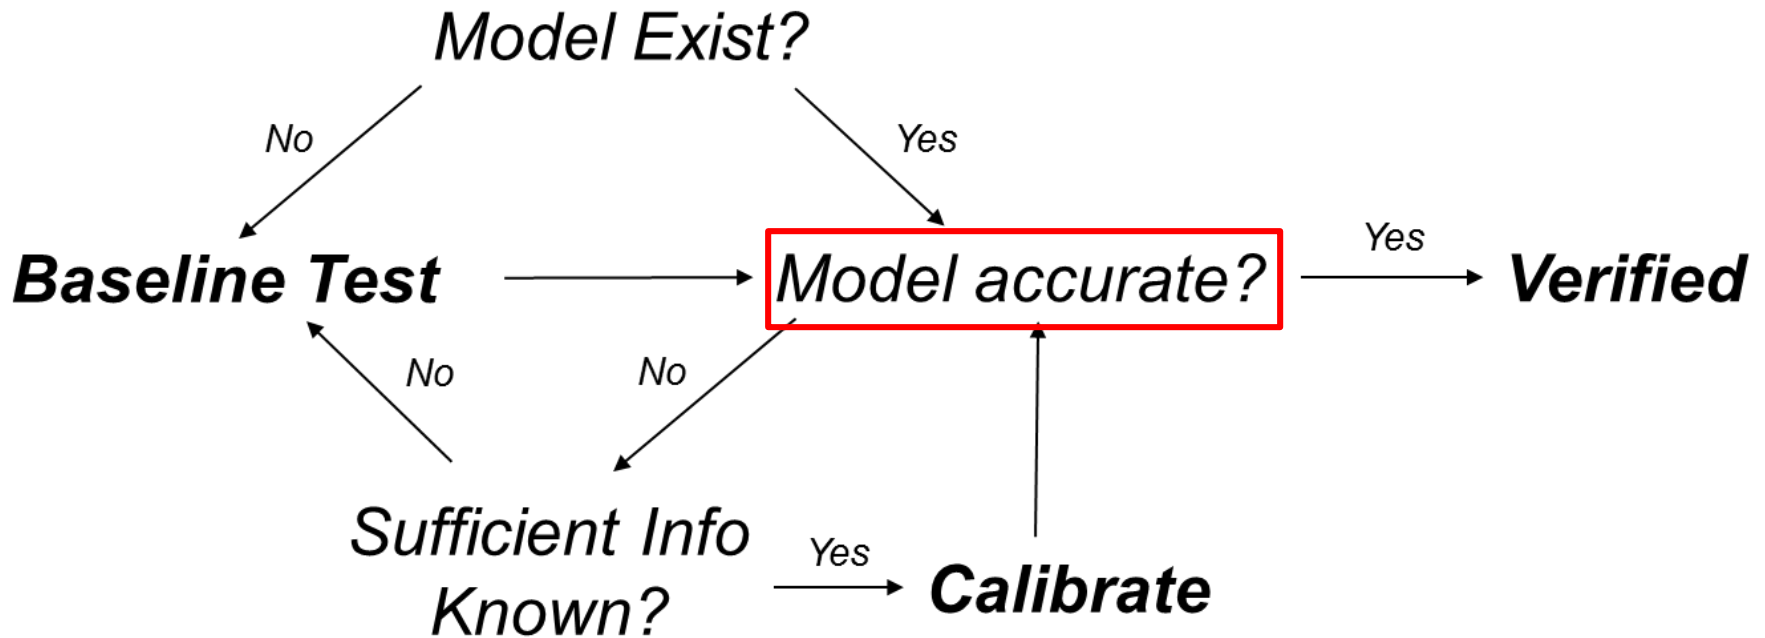 Model Exist?
No
Yes
Baseline Test
Model accurate?
Yes
Verified
No
No
Sufficient Info
Known?
Yes
Calibrate